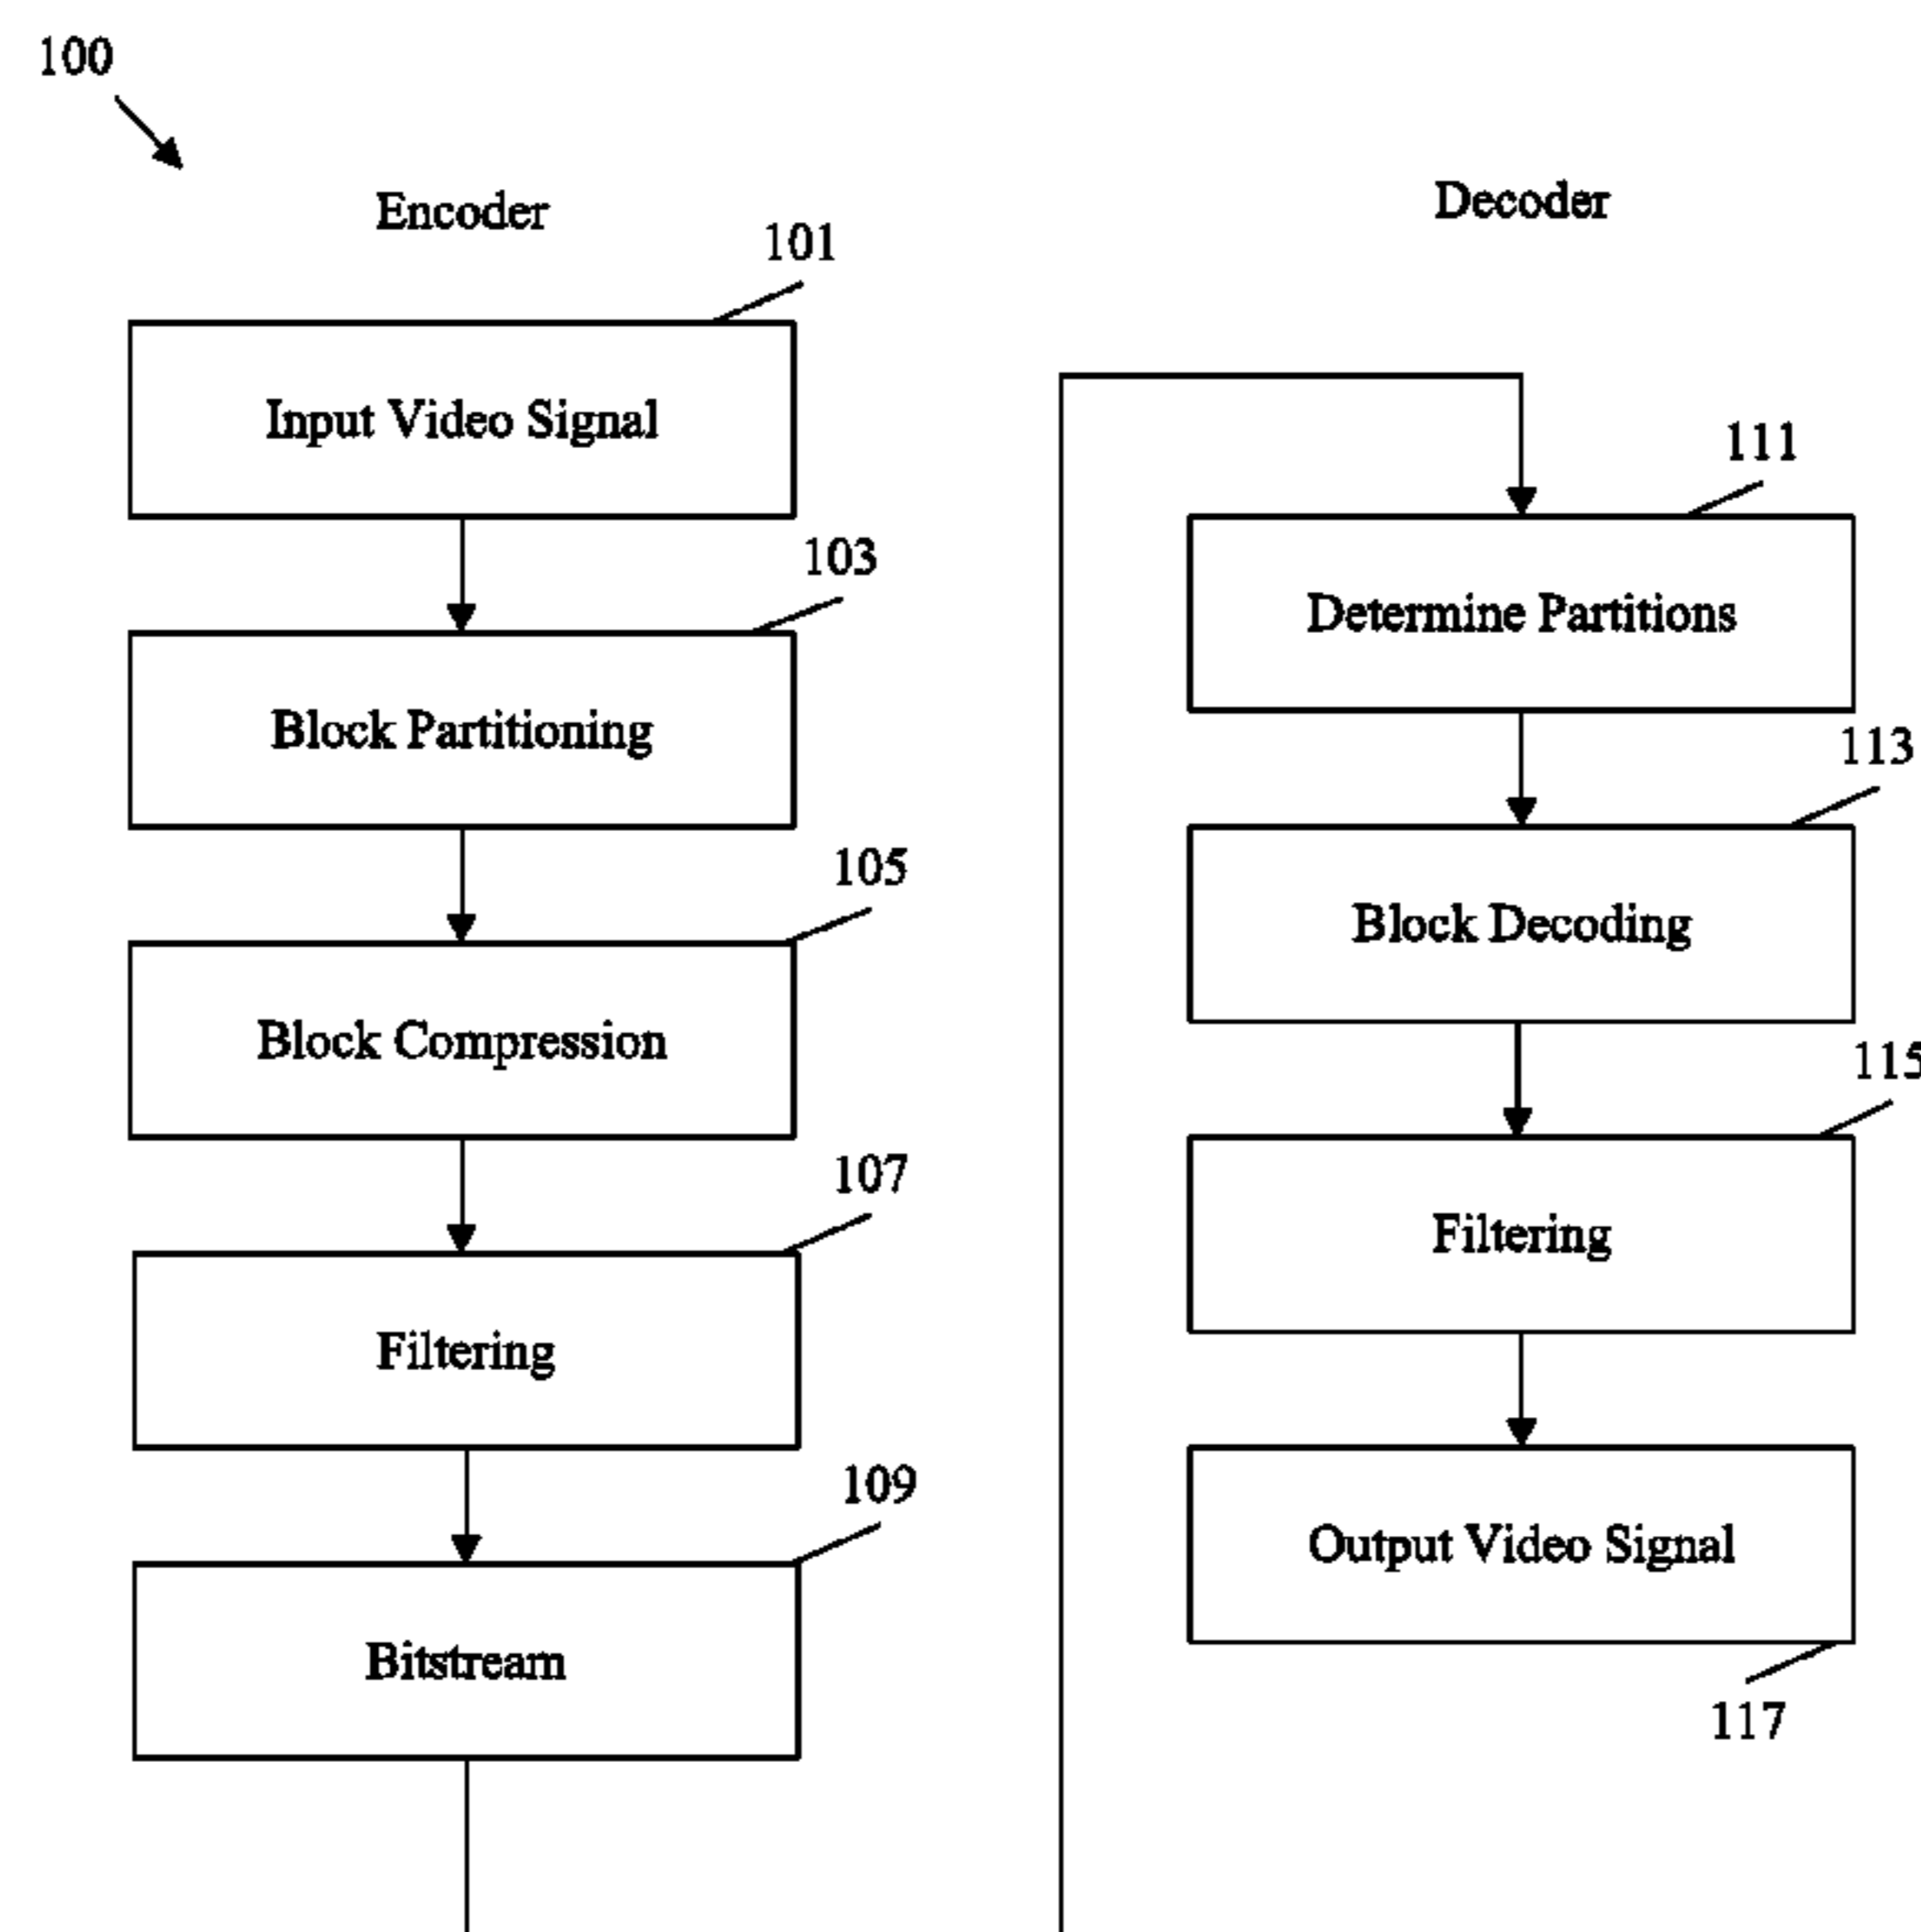 100
Encoder
101
Input Video Signal
103
Block Partitioning
105
Block Compression
107
Filtering
109
Bitstream
Decoder
111
Determine Partitions
113
Block Decoding
115
Filtering
Output Video Signal
117